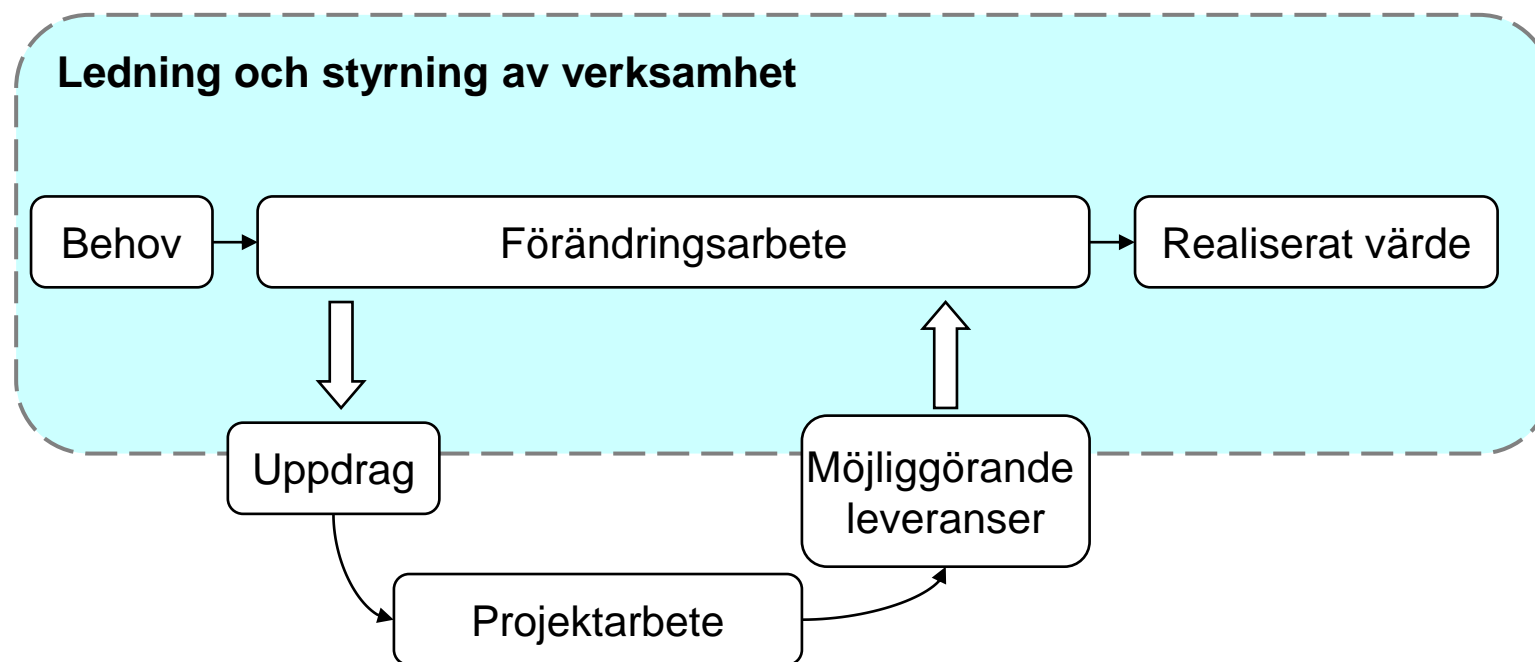 Ledning och styrning av verksamhet
Behov
Förändringsarbete
Realiserat värde
Uppdrag
Möjliggörande
leveranser
Projektarbete